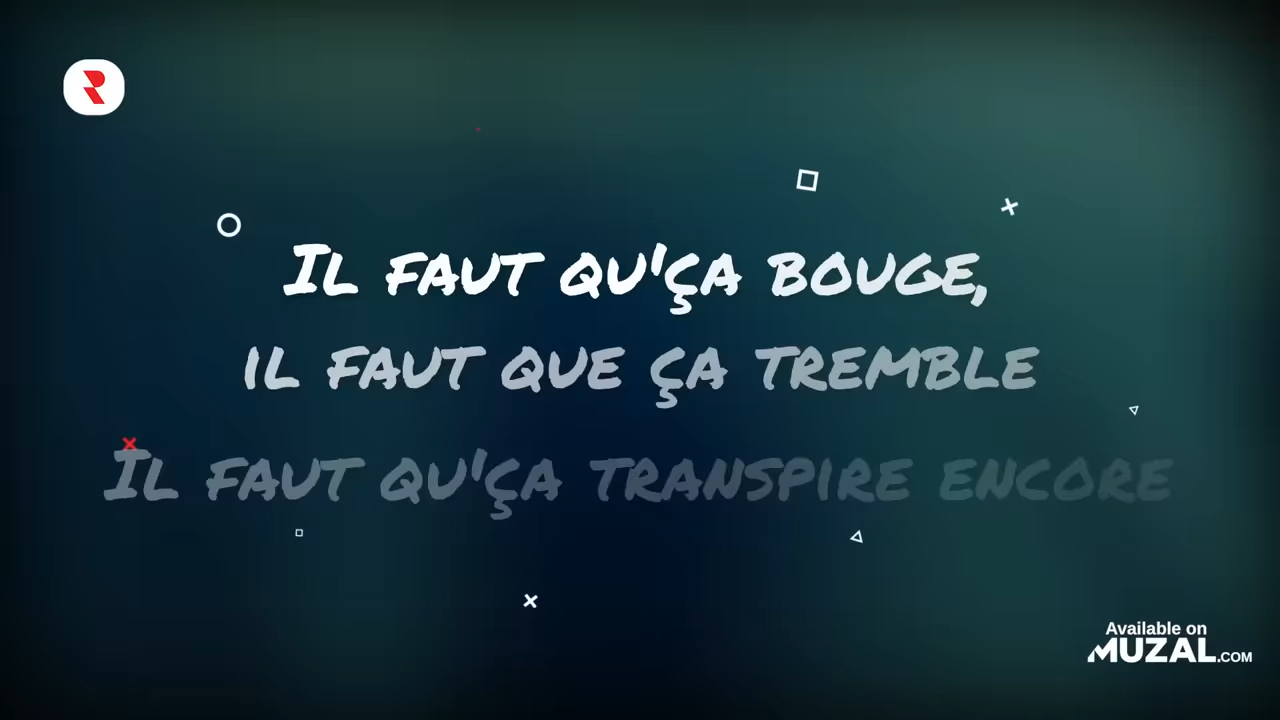 Il faut qu'ça bouge,
il faut que ça tremble
Il faut qu'ça transpire encore
Available on
MUZAL.COM